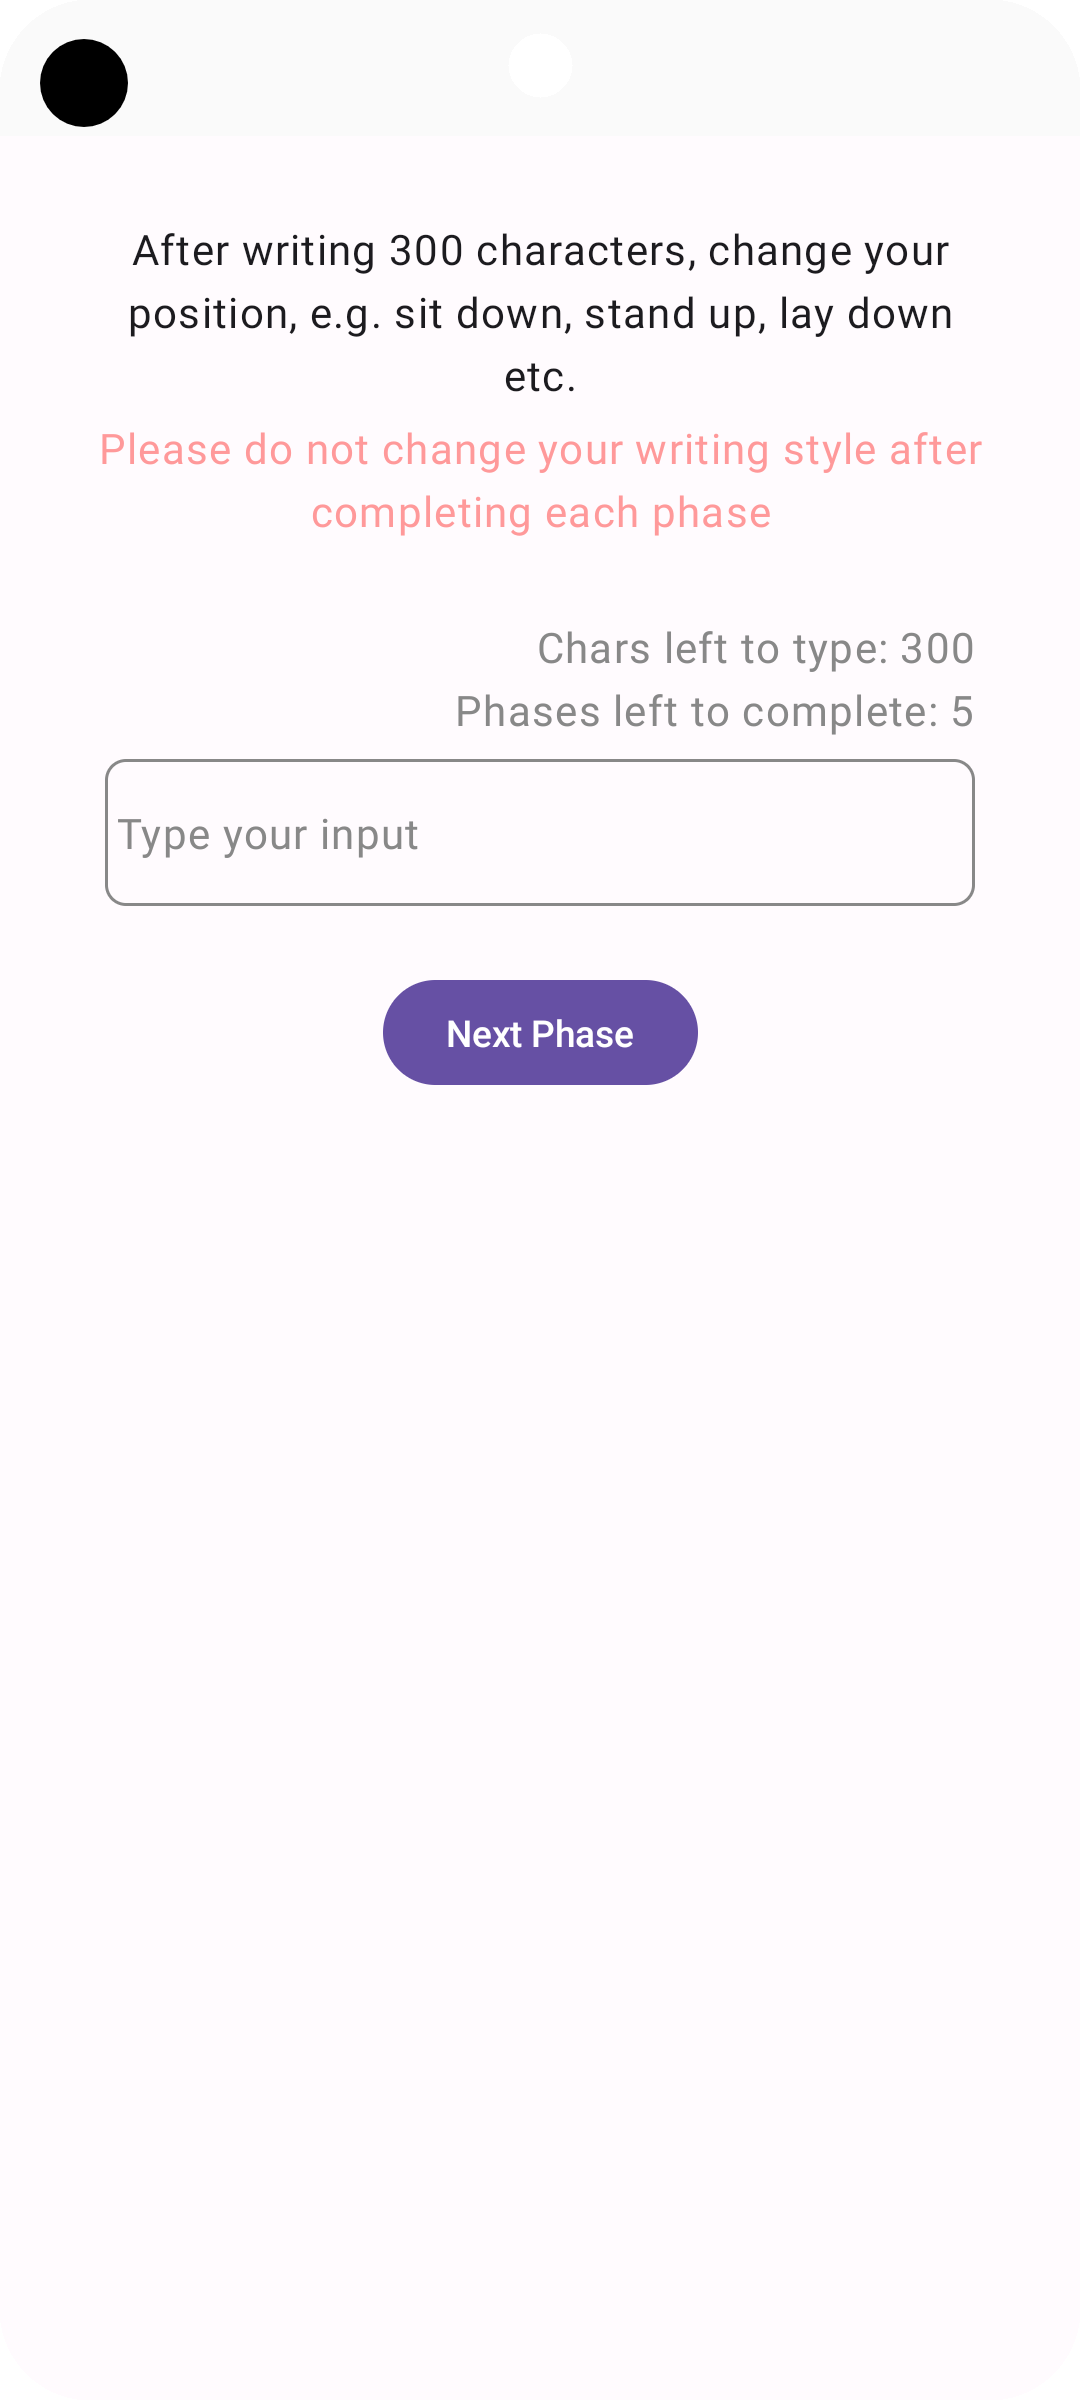 After writing 300 characters, change your
position, e.g. sit down, stand up, lay down
etc.
Please do not change your writing style after
completing each phase
Chars left to type: 300
Phases left to complete: 5
Type your input
Next Phase